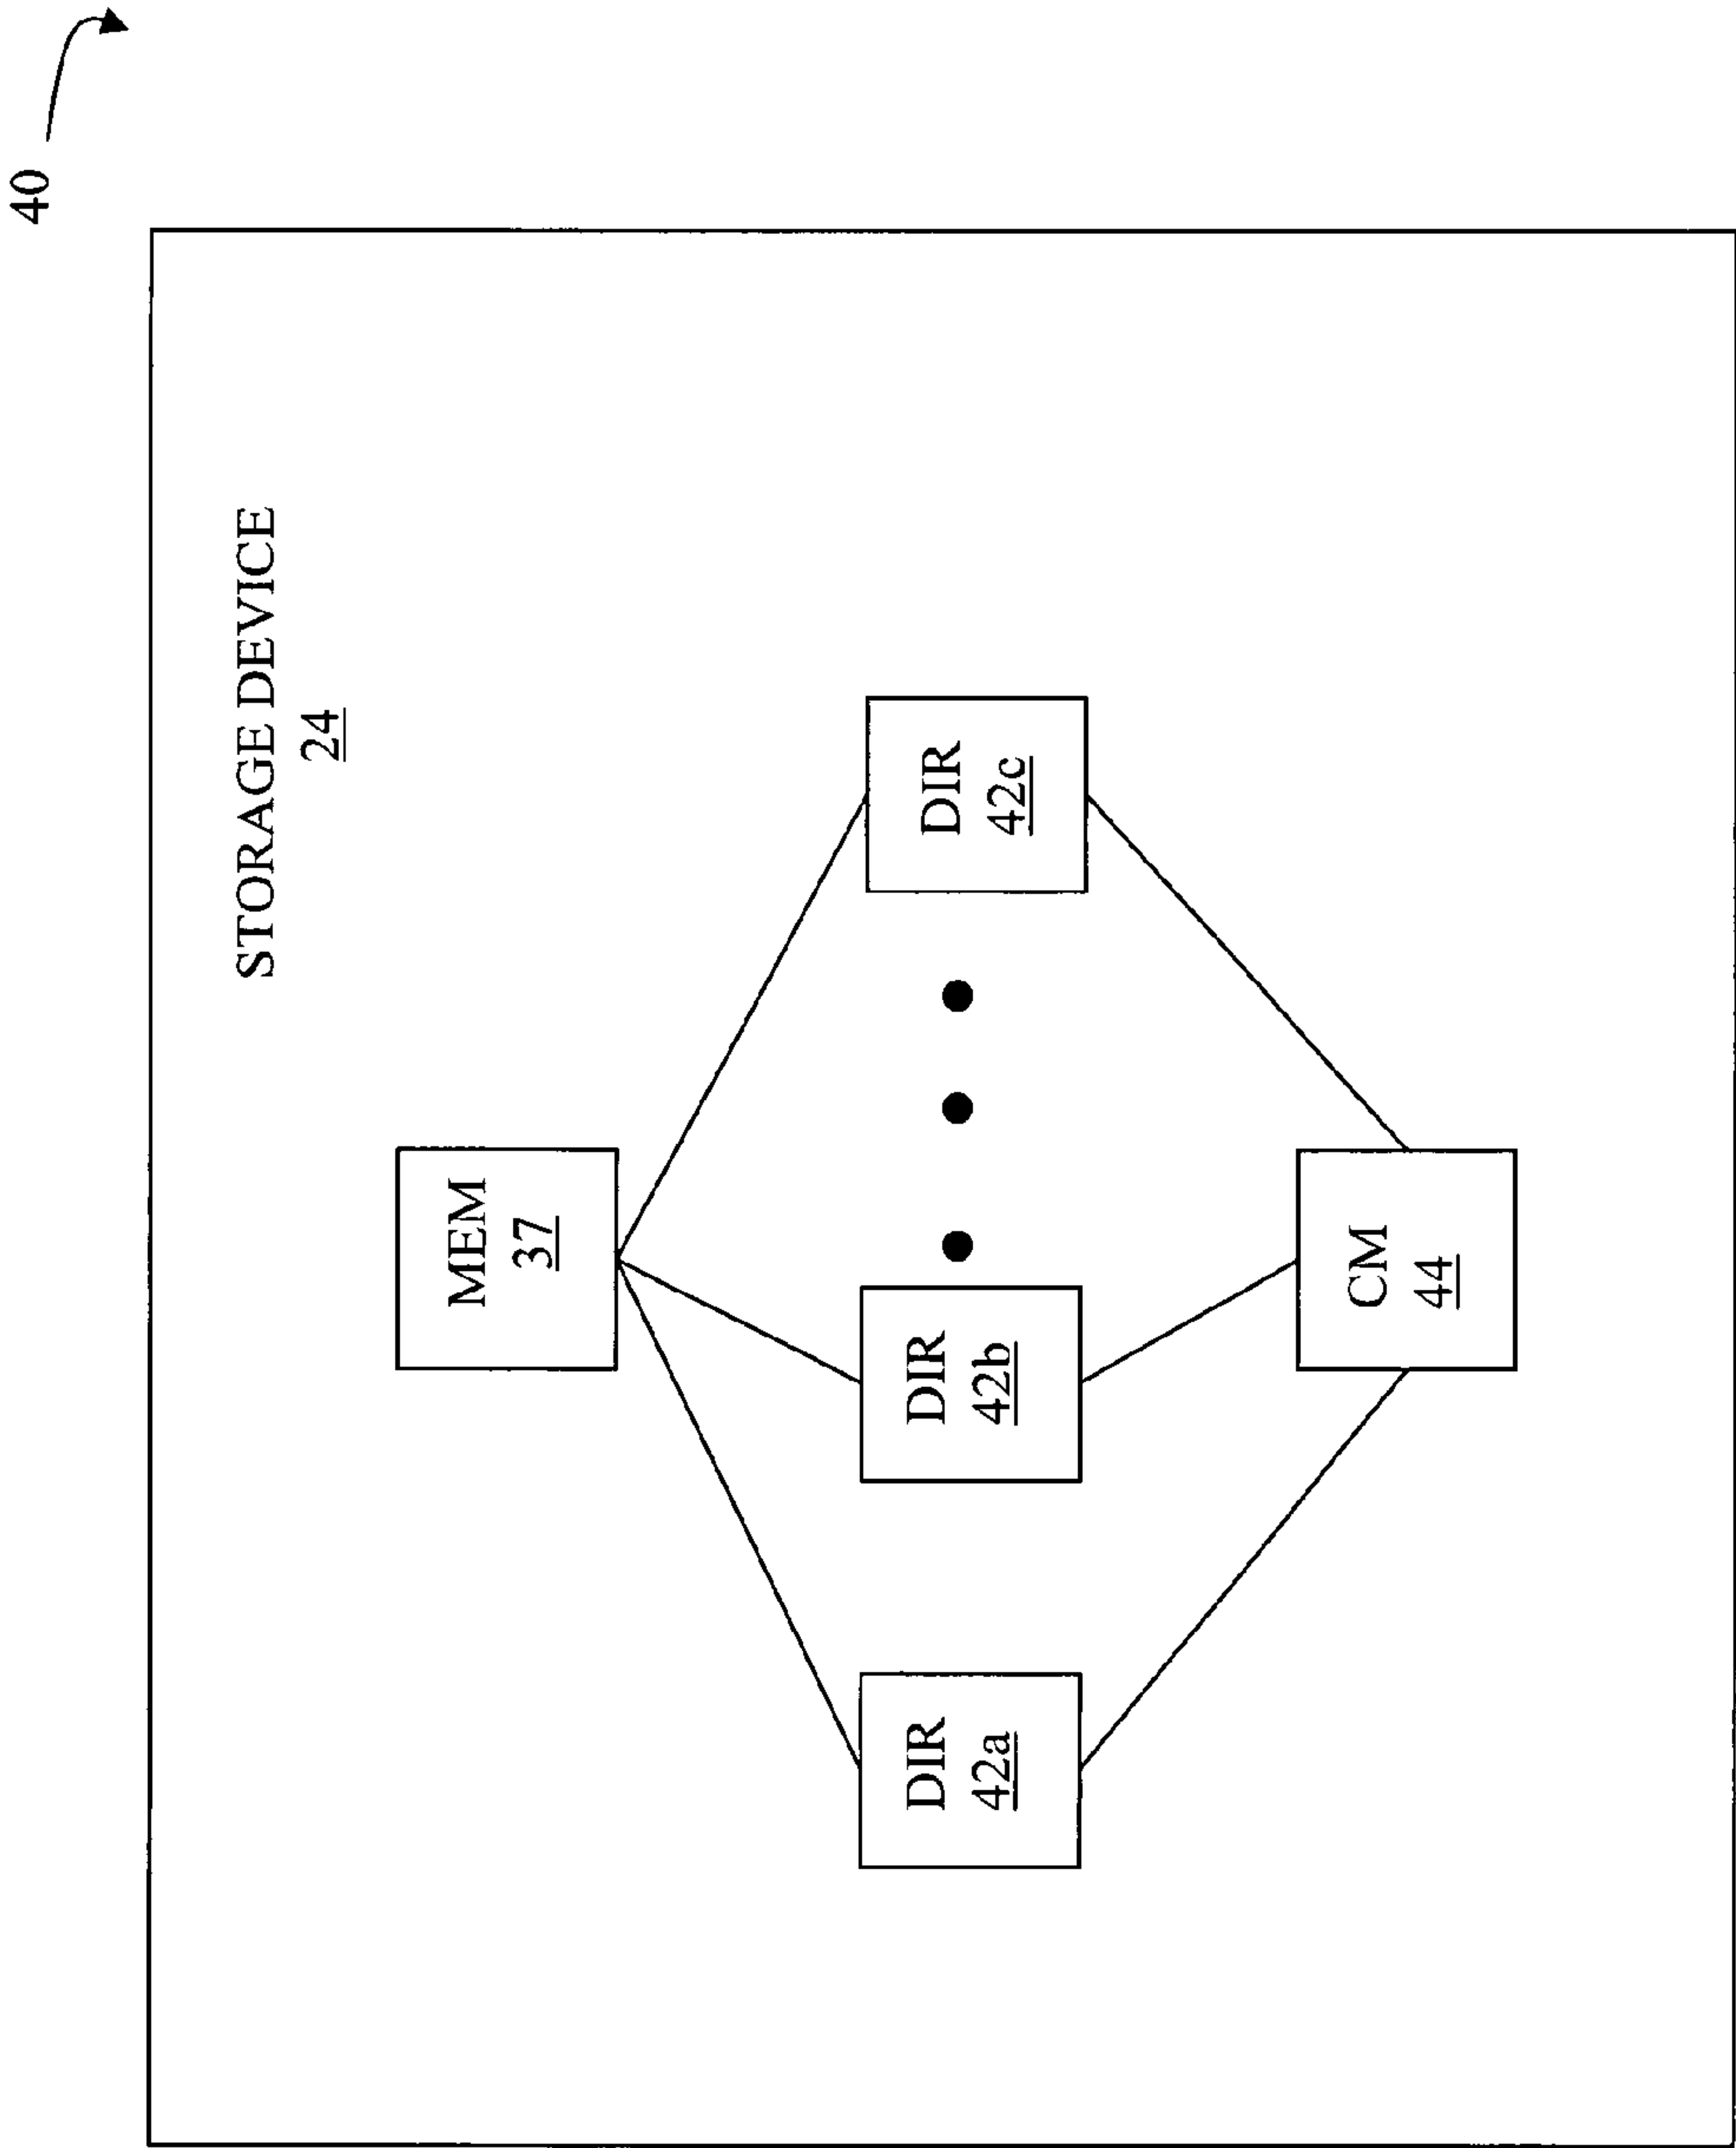 40
STORAGE DEVICE
24
MEM
37
DIR
42a
DIR
42b
DIR
42c
CM
44